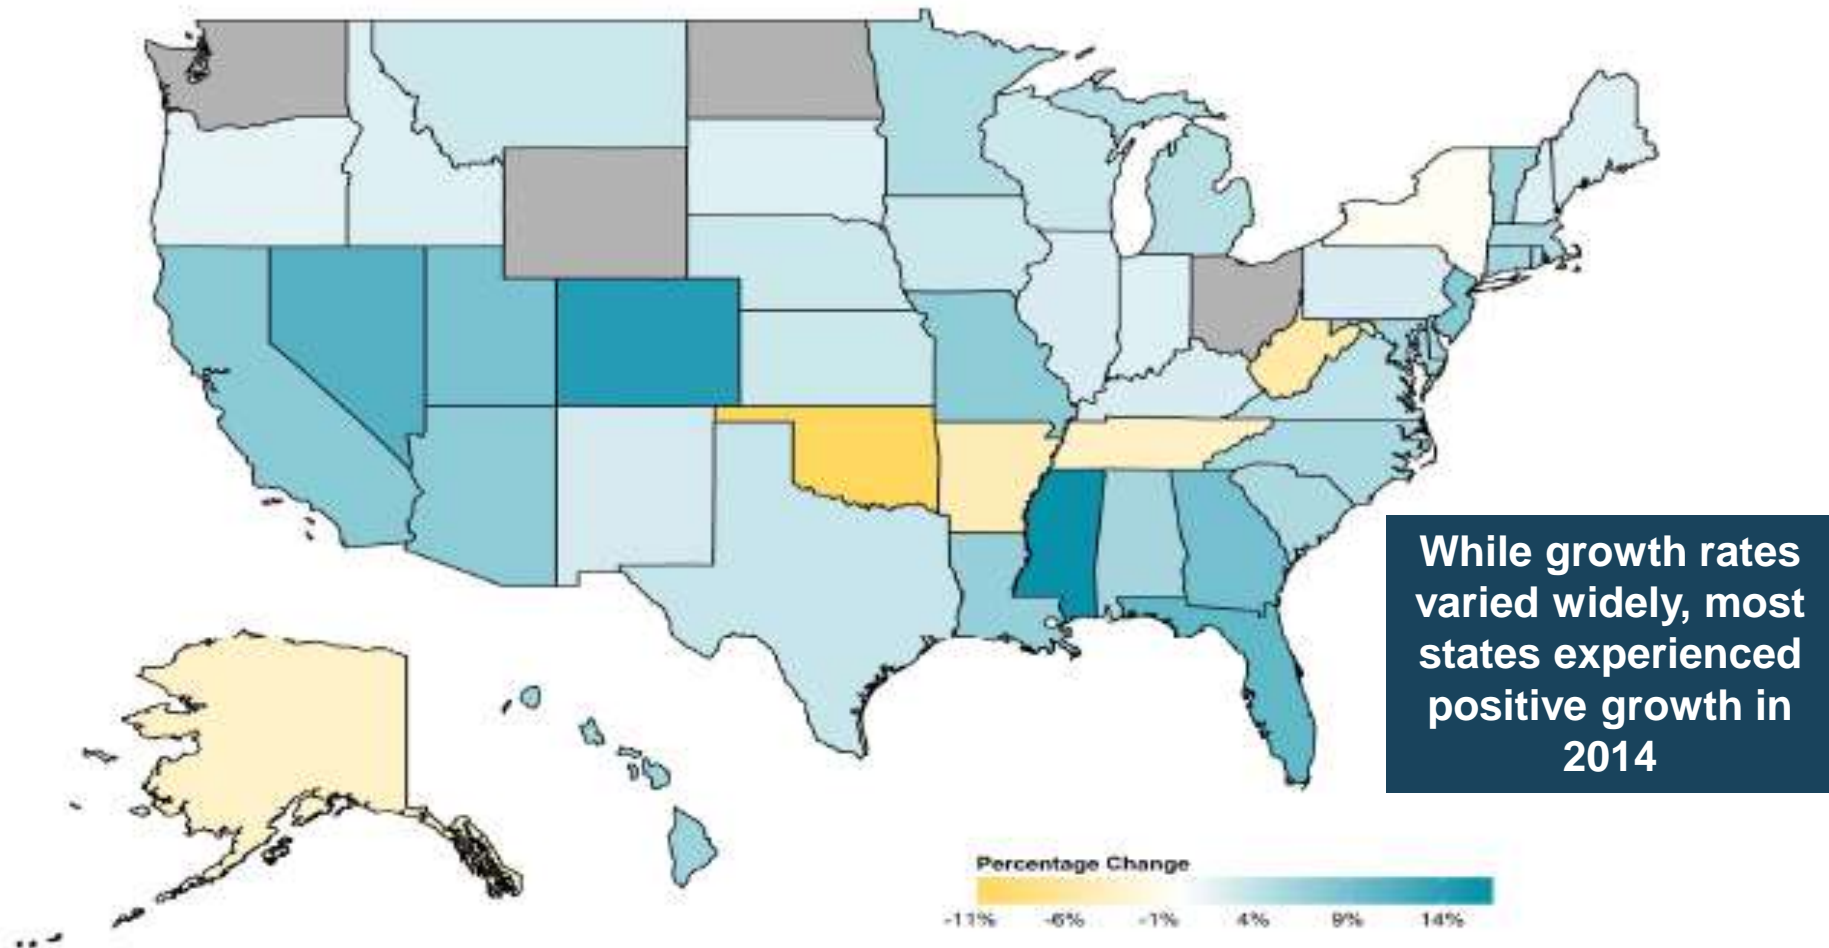 While growth rates
varied widely, most
states experienced
positive growth in
2014
Percentage Change
-11% -6% -1% 4% 9% 14%